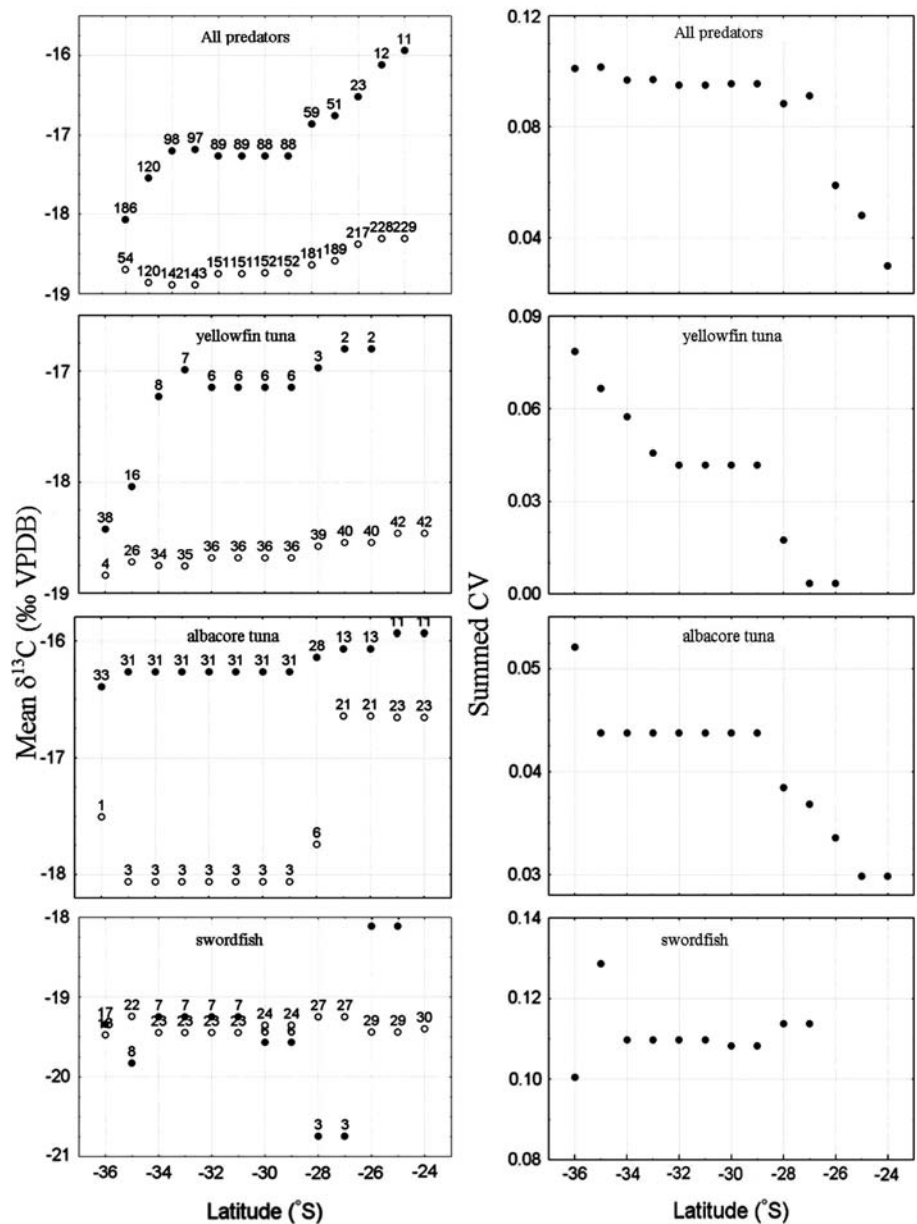 All predators
-16
-17
-18
-19
11
12
23
51
59
98 97 89 89 88 88
120
186
54
120 142 143 151 151 152 152 181 189 217 228 229
All predators
0.12
0.08
0.04
yellowfin tuna
-17
-18
-19
2 2
3
7
8 6 6 6 6
16
38
4 26 34 35 36 36 36 36 39 40 40 42 42
yellowfin tuna
0.09
0.06
0.03
0.00
albacore tuna
-16
-17
-18
33 31 31 31 31 31 31 31 28 13 13 11 11
21 21 23 23
1
6
3 3 3 3 3 3 3
albacore tuna
0.05
0.04
0.03
swordfish
-18
-19
-20
-21
17 22 7 7 7 7 24 24 27 27
23 23 23 23 29 29 30
8
3 3
swordfish
0.14
0.12
0.10
0.08
Mean δ13C (‰ VPDB)
Summed CV
-36 -34 -32 -30 -28 -26 -24
Latitude (°S)
-36 -34 -32 -30 -28 -26 -24
Latitude (°S)